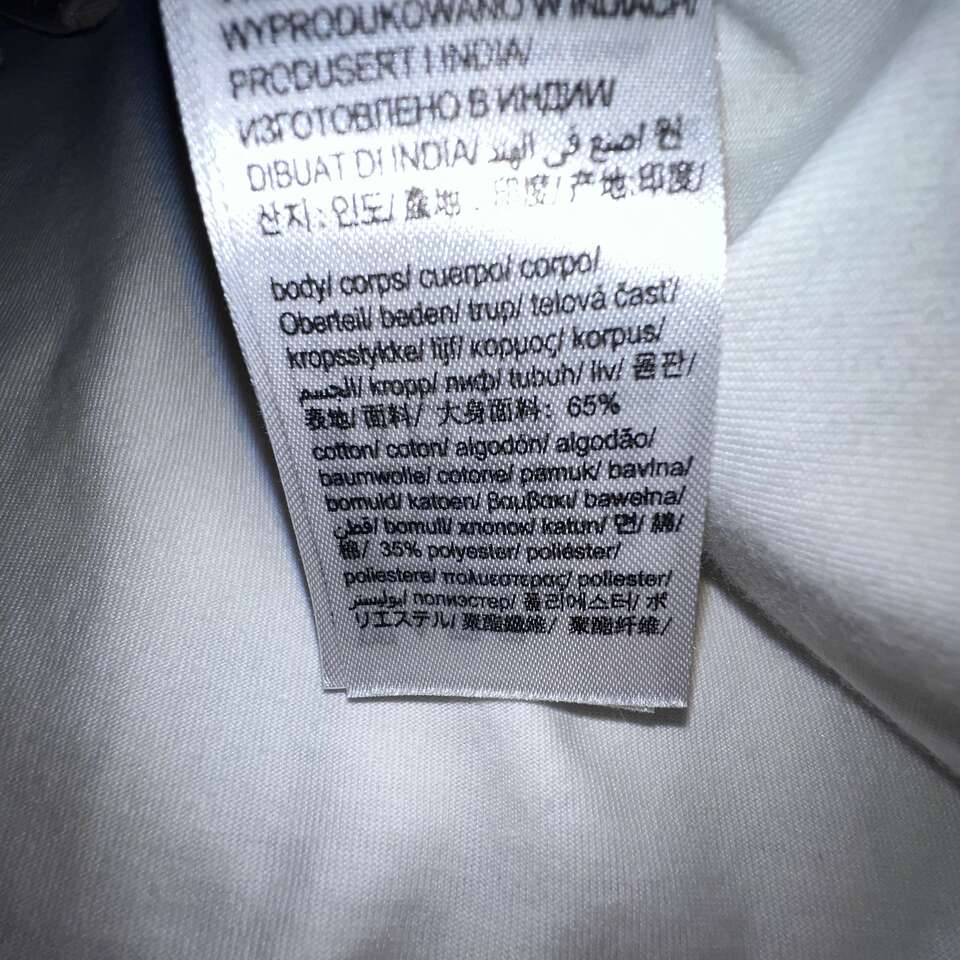 WYPRODUKOWANO W INDIACH/
PRODUSERT I INDIA/
ИЗГОТОВЛЕНО В ИНДИИ/
DIBUAT DI INDIA/ صنع في الهند/ 원
산지: 인도/ 產地: 印度/ 产地:印度/
body/ corps/ cuerpo/ corpo/
Oberteil/ beden/ trup/ telová časť/
kropsstykke/ lijf/ κορμος/ korpus/
الجسم/ kropp/ лиф/ tubuh/ liv/ 몸판/
表地/ 面料/ 大身面料: 65%
cotton/ coton/ algodón/ algodão/
baumwolle/ cotone/ pamuk/ bavlna/
bomuld/ katoen/ βαμβακι/ bawełna/
قطن/ bomull/ хлопок/ katun/ 면/ 綿/
棉/ 35% polyester/ poliéster/
poliestere/ πολυεστερας/ poliester/
بوليستر/ полиэстер/ 폴리에스터/ ポ
リエステル/ 聚酯纖維/ 聚酯纤维/